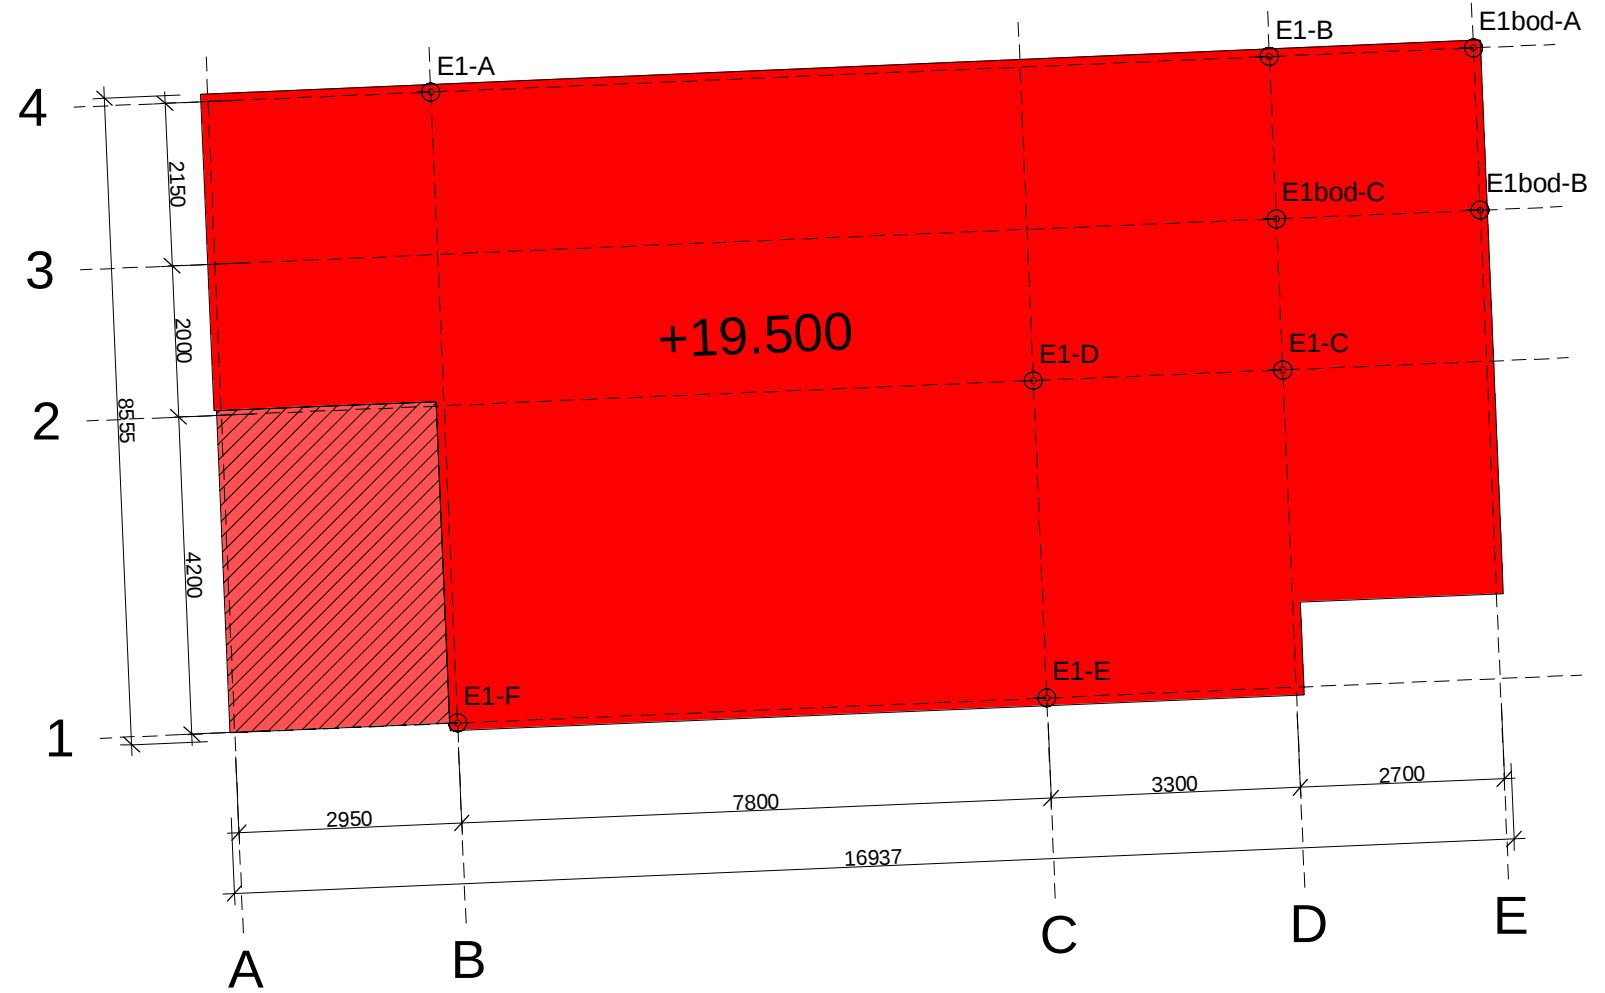 E1bod-A
E1-B
E1-A
4
2150
E1bod-B
E1bod-C
3
2000
+19.500
E1-D
E1-C
2
8555
4200
E1-E
E1-F
1
2700
3300
7800
2950
16937
E
D
C
B
A